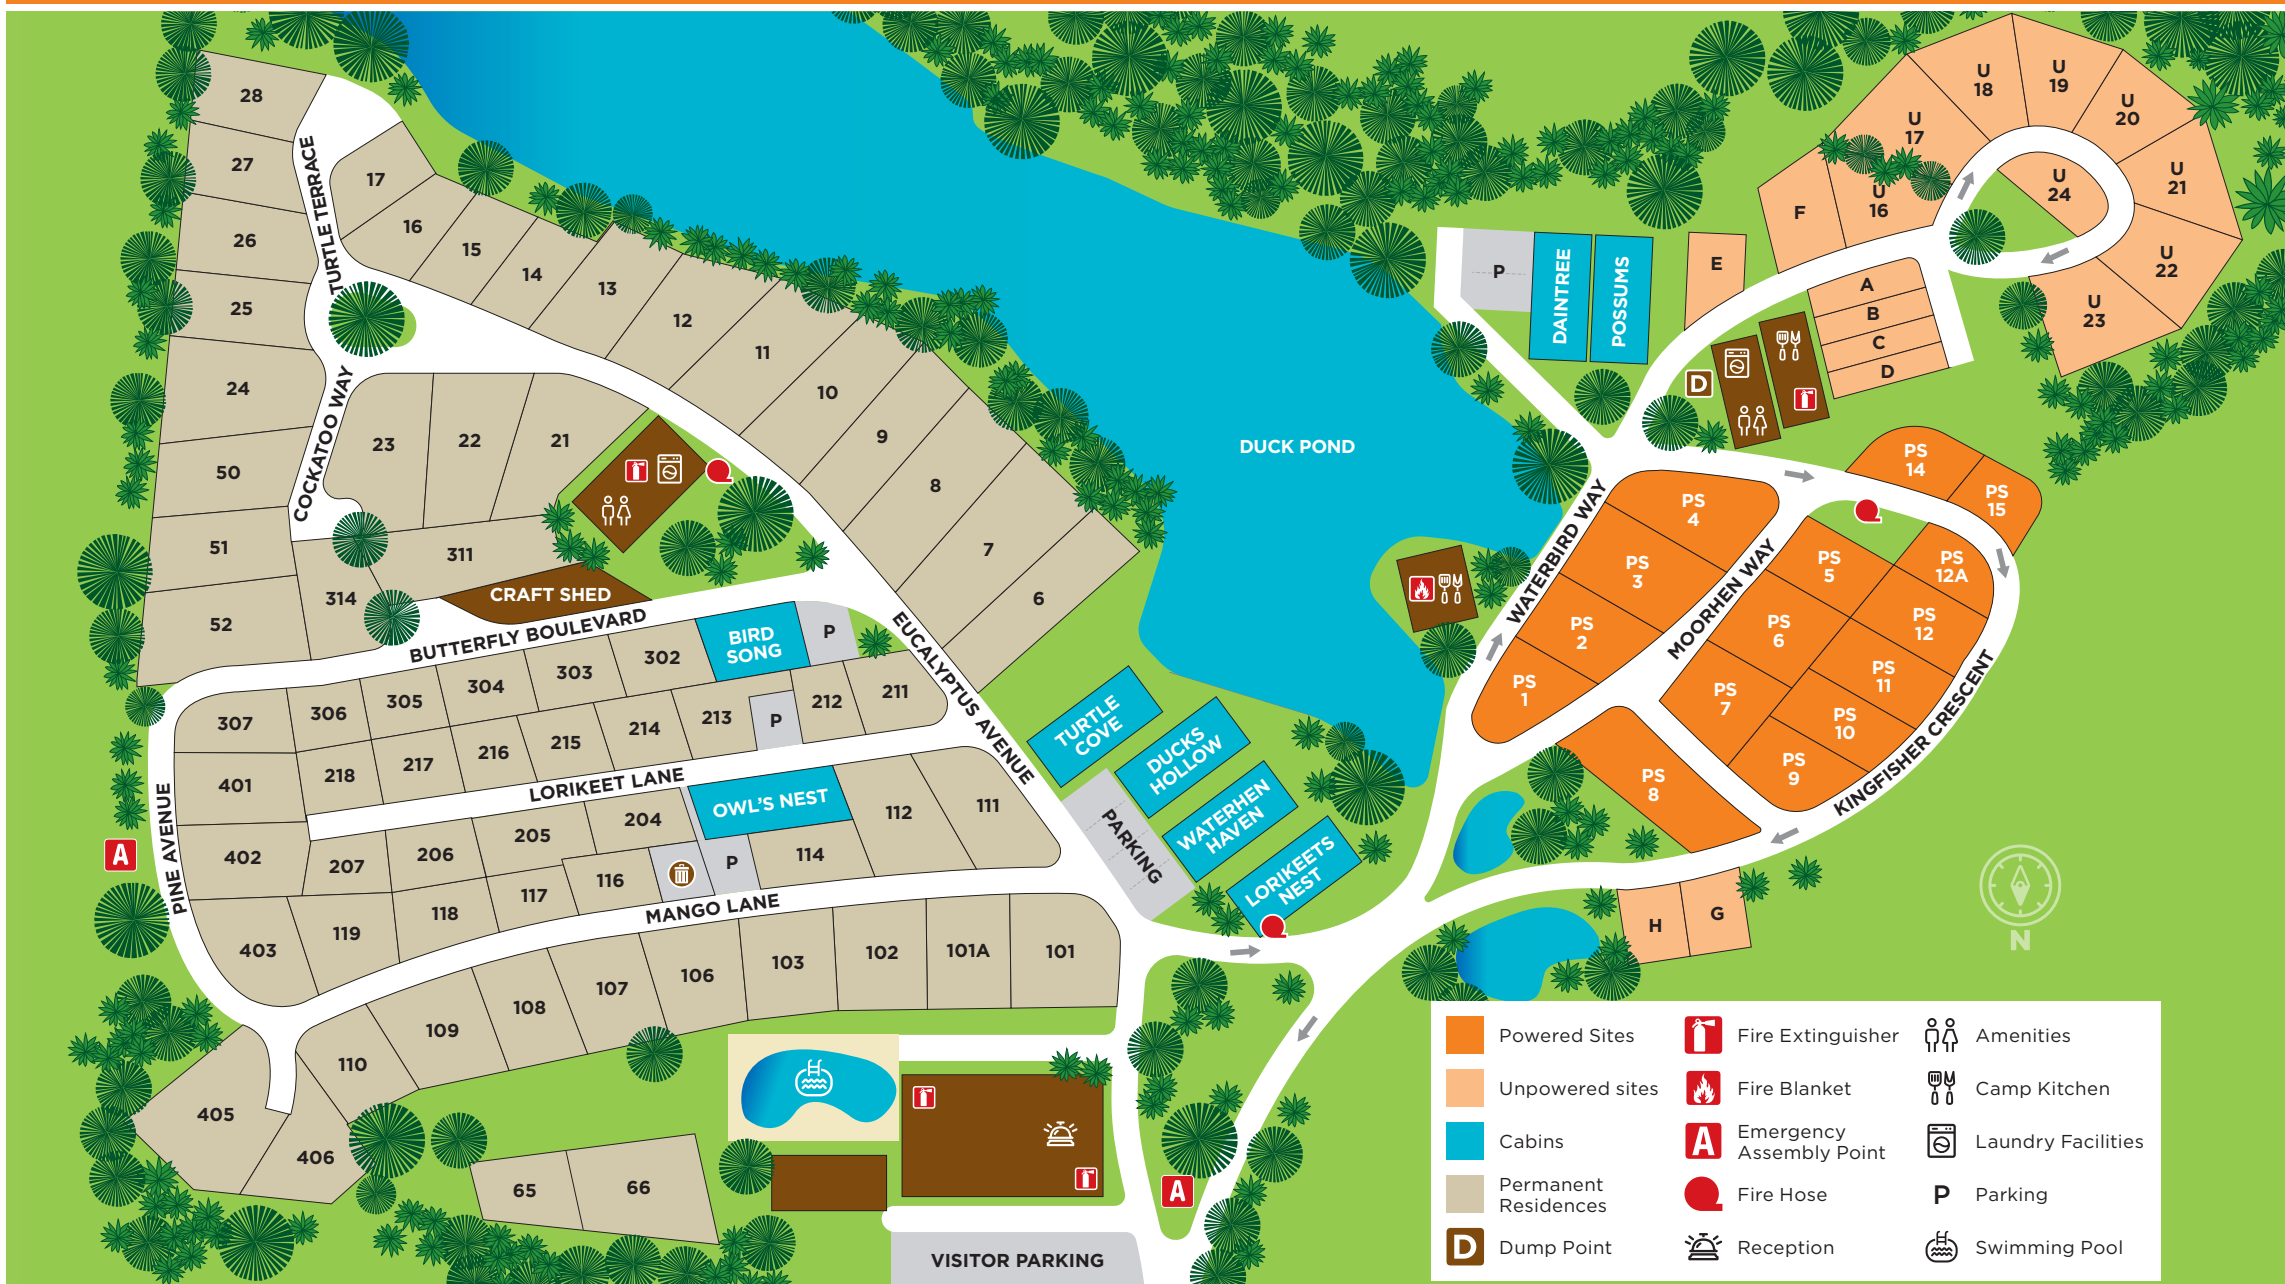 28
27
26
25
24
50
51
52
TURTLE TERRACE
COCKATOO WAY
17
16
15
14
13
12
11
10
9
8
7
6
23
22
21
311
314
CRAFT SHED
BUTTERFLY BOULEVARD
BIRD
SONG
P
EUCALYPTUS AVENUE
307
306
305
304
303
302
401
218
217
216
215
214
213
P
212
211
LORIKEET LANE
OWL'S NEST
402
207
206
205
204
112
111
PINE AVENUE
A
403
119
118
117
116
P
114
MANGO LANE
110
109
108
107
106
103
102
101A
101
405
406
65
66
VISITOR PARKING
A
DUCK POND
TURTLE
COVE
DUCKS
HOLLOW
WATERHEN
HAVEN
LORIKEETS
NEST
PARKING
P
DAINTREE
POSSUMS
E
F
U
16
U
17
U
18
U
19
U
20
U
21
U
22
U
23
U
24
A
B
C
D
D
WATERBIRD WAY
MOORHEN WAY
KINGFISHER CRESCENT
PS
14
PS
15
PS
4
PS
3
PS
2
PS
1
PS
5
PS
12A
PS
6
PS
12
PS
7
PS
11
PS
10
PS
9
PS
8
H
G
N
Powered Sites
Unpowered sites
Cabins
Permanent
Residences
D
Dump Point
Fire Extinguisher
Fire Blanket
A
Emergency
Assembly Point
Fire Hose
Reception
Amenities
Camp Kitchen
Laundry Facilities
P
Parking
Swimming Pool